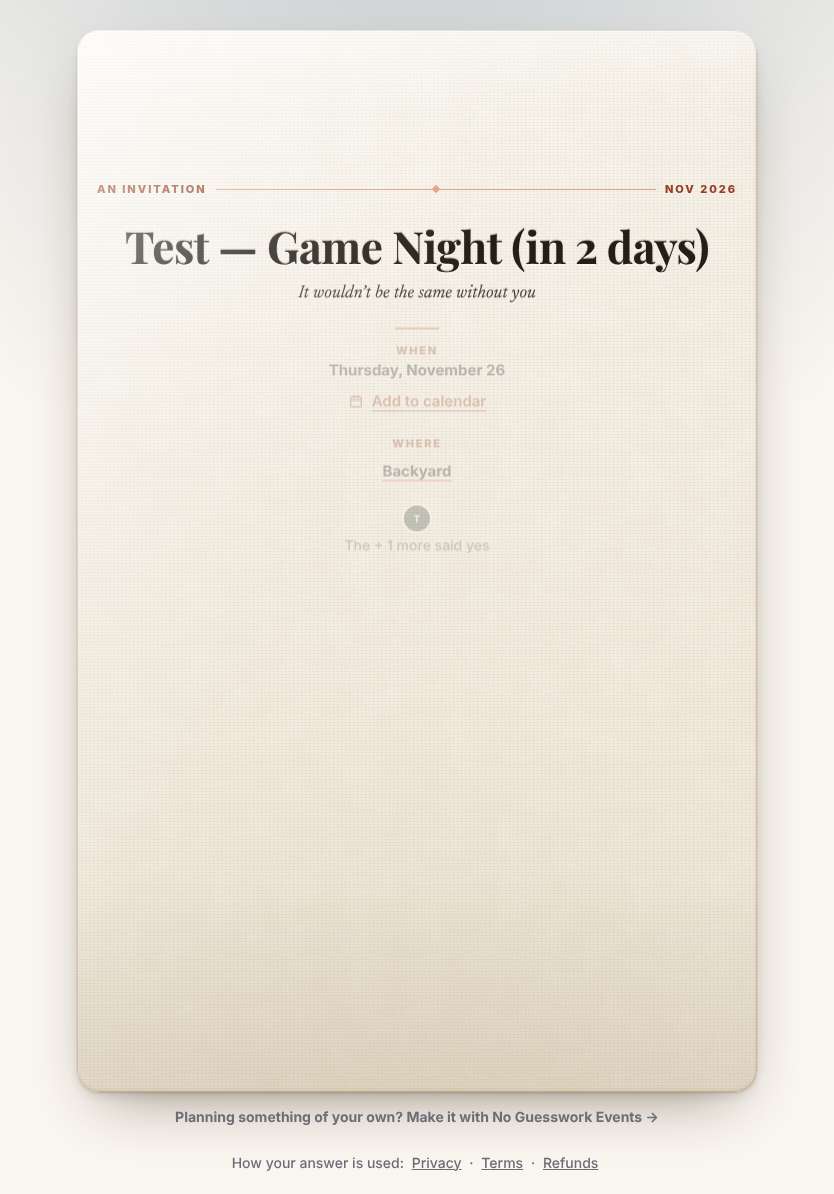 AN INVITATION NOV 2026
Test — Game Night (in 2 days)
It wouldn’t be the same without you
WHEN
Thursday, November 26
Add to calendar
WHERE
Backyard
T
The + 1 more said yes
Planning something of your own? Make it with No Guesswork Events →
How your answer is used: Privacy · Terms · Refunds